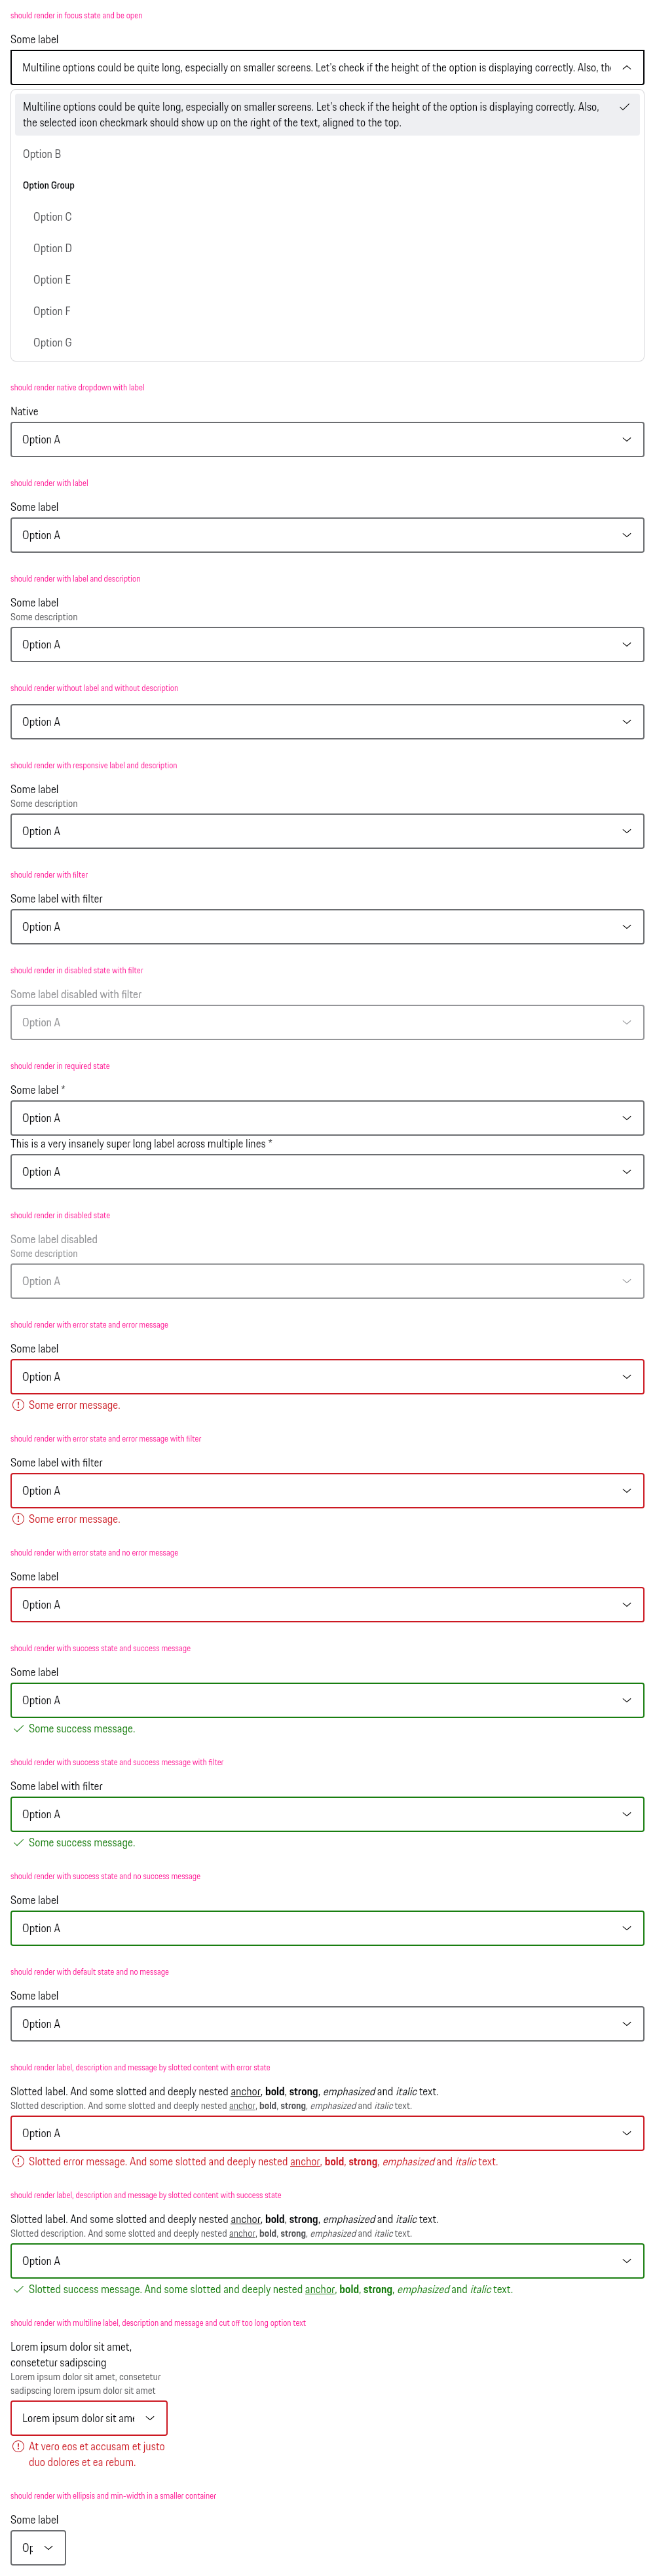 should render in focus state and be open
Some label
Multiline options could be quite long, especially on smaller screens. Let's check if the height of the option is displaying correctly. Also, the
Multiline options could be quite long, especially on smaller screens. Let's check if the height of the option is displaying correctly. Also,
the selected icon checkmark should show up on the right of the text, aligned to the top.
Option B
Option Group
Option C
Option D
Option E
Option F
Option G
should render native dropdown with label
Native
Option A
should render with label
Some label
Option A
should render with label and description
Some label
Some description
Option A
should render without label and without description
Option A
should render with responsive label and description
Some label
Some description
Option A
should render with filter
Some label with filter
Option A
should render in disabled state with filter
Some label disabled with filter
Option A
should render in required state
Some label *
Option A
This is a very insanely super long label across multiple lines *
Option A
should render in disabled state
Some label disabled
Some description
Option A
should render with error state and error message
Some label
Option A
Some error message.
should render with error state and error message with filter
Some label with filter
Option A
Some error message.
should render with error state and no error message
Some label
Option A
should render with success state and success message
Some label
Option A
Some success message.
should render with success state and success message with filter
Some label with filter
Option A
Some success message.
should render with success state and no success message
Some label
Option A
should render with default state and no message
Some label
Option A
should render label, description and message by slotted content with error state
Slotted label. And some slotted and deeply nested anchor, bold, strong, emphasized and italic text.
Slotted description. And some slotted and deeply nested anchor, bold, strong, emphasized and italic text.
Option A
Slotted error message. And some slotted and deeply nested anchor, bold, strong, emphasized and italic text.
should render label, description and message by slotted content with success state
Slotted label. And some slotted and deeply nested anchor, bold, strong, emphasized and italic text.
Slotted description. And some slotted and deeply nested anchor, bold, strong, emphasized and italic text.
Option A
Slotted success message. And some slotted and deeply nested anchor, bold, strong, emphasized and italic text.
should render with multiline label, description and message and cut off too long option text
Lorem ipsum dolor sit amet,
consetetur sadipscing
Lorem ipsum dolor sit amet, consetetur
sadipscing lorem ipsum dolor sit amet
Lorem ipsum dolor sit ame
At vero eos et accusam et justo
duo dolores et ea rebum.
should render with ellipsis and min-width in a smaller container
Some label
Op